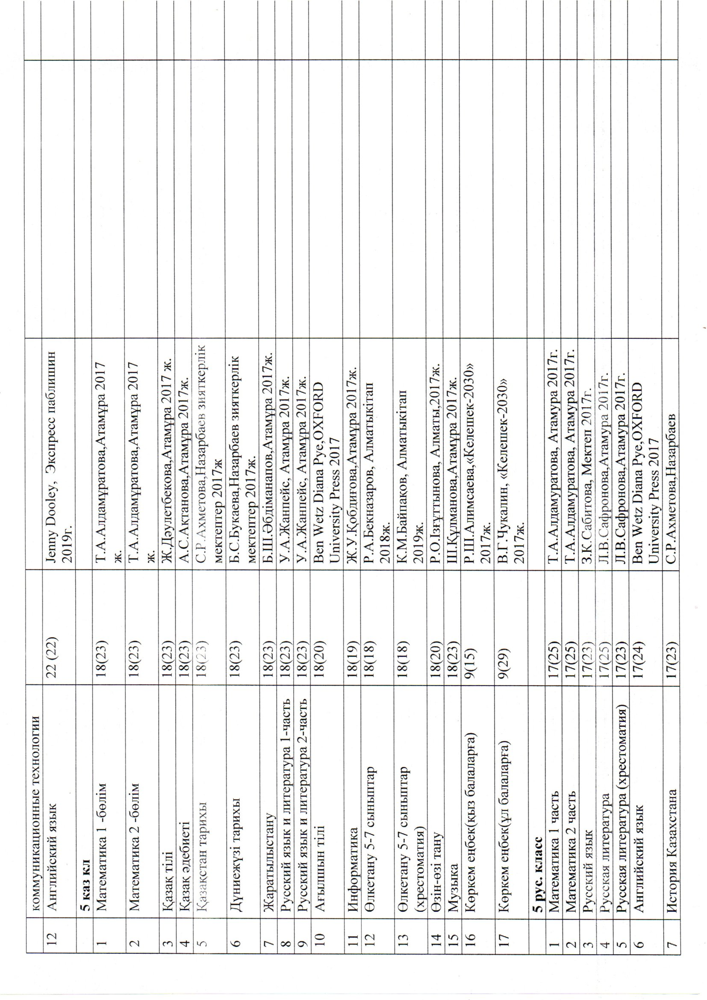 коммуникационные технологии
12 Английский язык 22 (22) Jenny Dooley, Экспресс паблишин
2019г.
5 каз кл
1 Математика 1 -бөлім 18(23) Т.А.Алдамұратова,Атамұра 2017
ж.
2 Математика 2 -бөлім 18(23) Т.А.Алдамұратова,Атамұра 2017
ж.
3 Қазақ тілі 18(23) Ж.Дәулетбекова,Атамұра 2017 ж.
4 Қазақ әдебиеті 18(23) А.С.Ақтанова,Атамұра 2017ж.
5 Қазақстан тарихы 18(23) С.Р.Ахметова,Назарбаев зияткерлік
мектептер 2017ж
6 Дүниежүзі тарихы 18(23) Б.С.Букаева,Назарбаев зияткерлік
мектептер 2017ж.
7 Жаратылыстану 18(23) Б.Ш.Әбдіманапов,Атамұра 2017ж.
8 Русский язык и литература 1-часть 18(23) У.А.Жанпейс, Атамұра 2017ж.
9 Русский язык и литература 2-часть 18(23) У.А.Жанпейс, Атамұра 2017ж.
10 Ағылшын тілі 18(20) Ben Wetz Diana Pye,OXFORD
University Press 2017
11 Информатика 18(19) Ж.У.Қобдиғова,Атамұра 2017ж.
12 Өлкетану 5-7 сыныптар 18(18) Р.А.Бекназаров, Алматыкітап
2018ж.
13 Өлкетану 5-7 сыныптар 18(18) К.М.Байпақов, Алматыкітап
(хрестоматия) 2019ж.
14 Өзін-өзі тану 18(20) Р.О.Ізғұттынова, Алматы,2017ж.
15 Музыка 18(23) Ш.Құлманова,Атамұра 2017ж.
16 Көркем еңбек(қыз балаларға) 9(15) Р.Ш.Алимсаева,«Келешек-2030»
2017ж.
17 Көркем еңбек(ұл балаларға) 9(29) В.Г.Чукалин, «Келешек-2030»
2017ж.
5 рус. класс
1 Математика 1 часть 17(25) Т.А.Алдамуратова, Атамура 2017г.
2 Математика 2 часть 17(25) Т.А.Алдамуратова, Атамура 2017г.
3 Русский язык 17(23) З.К.Сабитова, Мектеп 2017г.
4 Русская литература 17(25) Л.В.Сафронова,Атамура 2017г.
5 Русская литература (хрестоматия) 17(23) Л.В.Сафронова,Атамура 2017г.
6 Английский язык 17(24) Ben Wetz Diana Pye,OXFORD
University Press 2017
7 История Казахстана 17(23) С.Р.Ахметова,Назарбаев